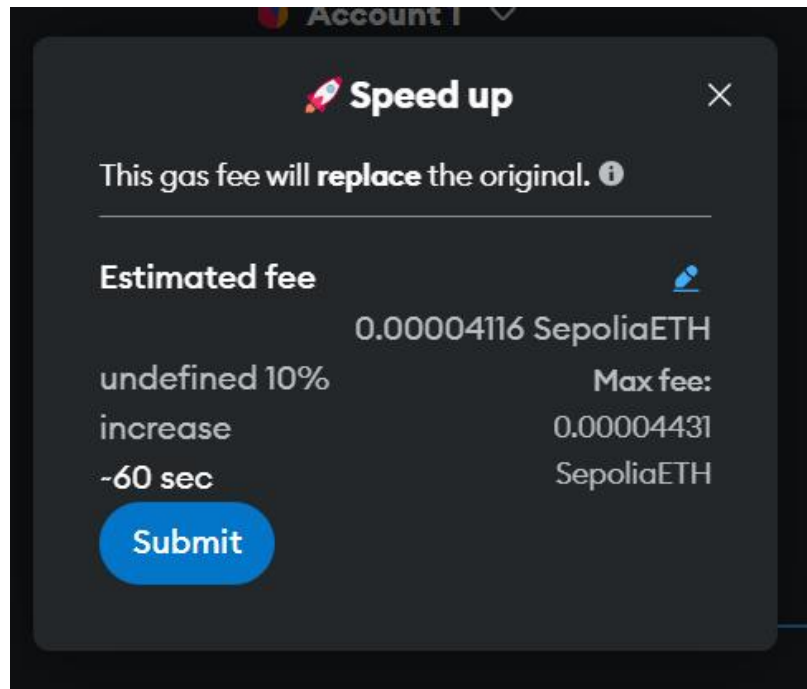 Account 1
🚀 Speed up
This gas fee will replace the original.
Estimated fee
0.00004116 SepoliaETH
undefined 10%
increase
~60 sec
Max fee:
0.00004431
SepoliaETH
Submit